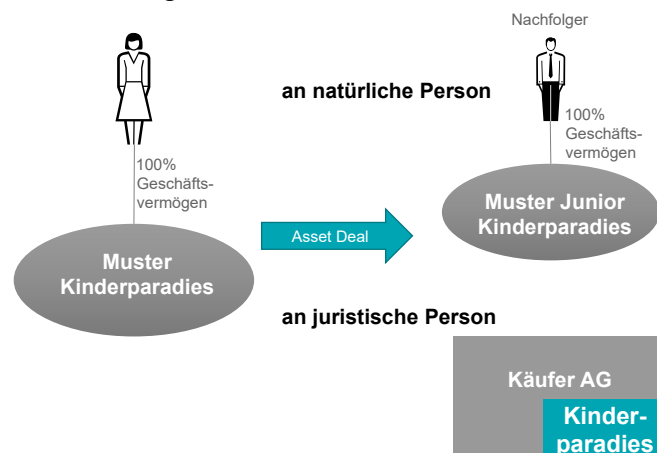 Nachfolger
an natürliche Person
100%
Geschäfts-
vermögen
100%
Geschäfts-
vermögen
Muster Junior
Kinderparadies
Asset Deal
Muster
Kinderparadies
an juristische Person
Käufer AG
Kinder-
paradies